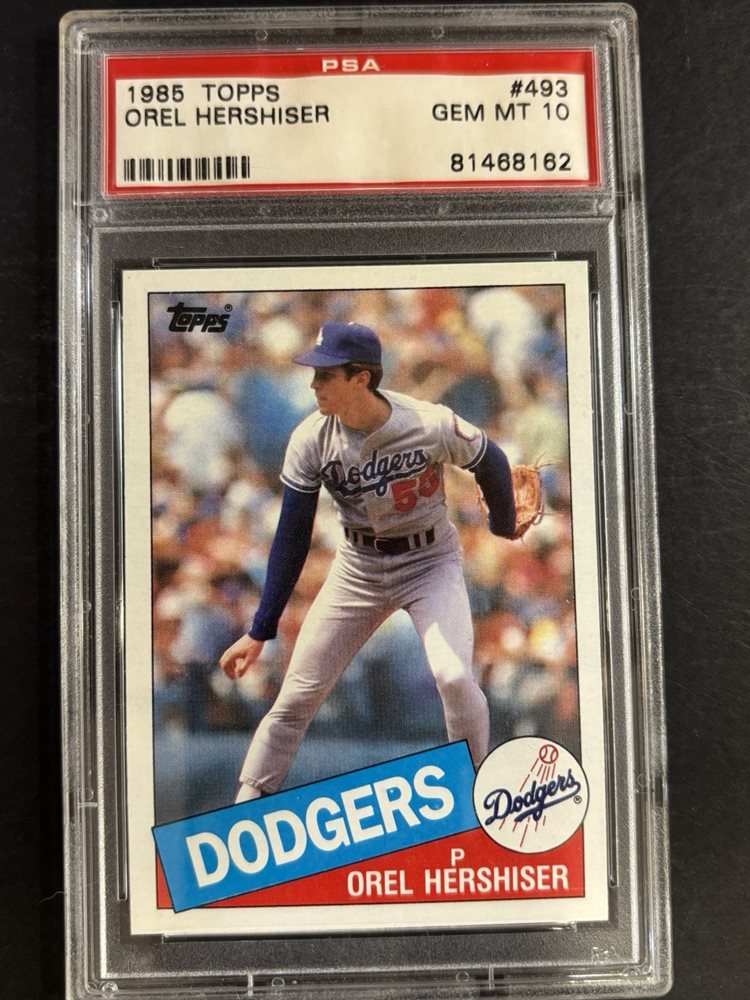 PSA
1985 TOPPS #493
OREL HERSHISER GEM MT 10
81468162
Topps®
Dodgers
55
DODGERS
Dodgers®
P
OREL HERSHISER